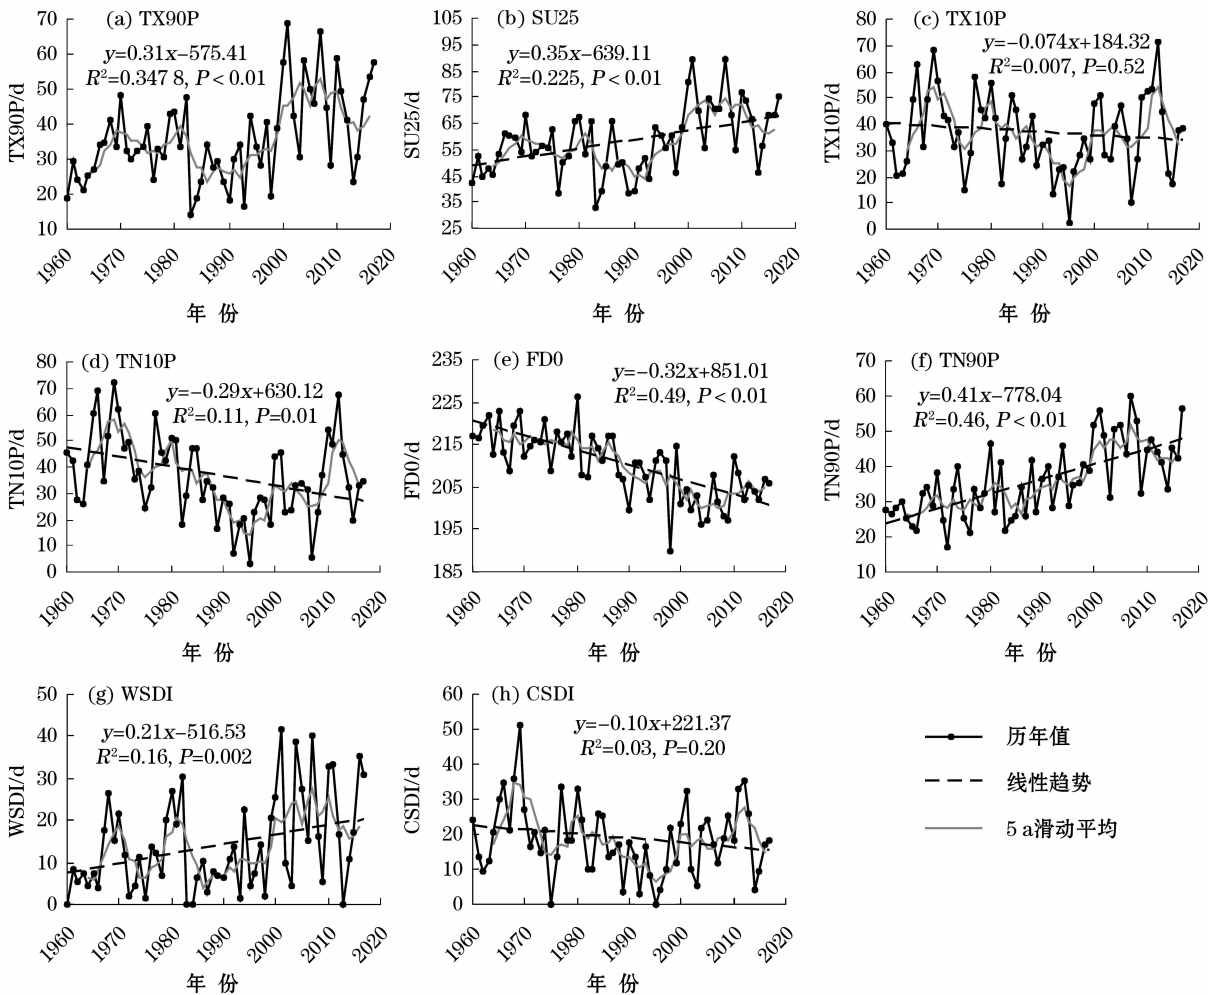 (a) TX90P
y=0.31x−575.41
R²=0.347 8, P<0.01
TX90P/d
70
60
50
40
30
20
10
1960
1970
1980
1990
2000
2010
2020
年 份
(b) SU25
y=0.35x−639.11
R²=0.225, P<0.01
SU25/d
105
95
85
75
65
55
45
35
25
1960
1970
1980
1990
2000
2010
2020
年 份
(c) TX10P
y=−0.074x+184.32
R²=0.007, P=0.52
TX10P/d
80
70
60
50
40
30
20
10
0
1960
1970
1980
1990
2000
2010
2020
年 份
(d) TN10P
y=−0.29x+630.12
R²=0.11, P=0.01
TN10P/d
80
70
60
50
40
30
20
10
0
1960
1970
1980
1990
2000
2010
2020
年 份
(e) FD0
y=−0.32x+851.01
R²=0.49, P<0.01
FD0/d
235
225
215
205
195
185
1960
1970
1980
1990
2000
2010
2020
年 份
(f) TN90P
y=0.41x−778.04
R²=0.46, P<0.01
TN90P/d
70
60
50
40
30
20
10
1960
1970
1980
1990
2000
2010
2020
年 份
(g) WSDI
y=0.21x−516.53
R²=0.16, P=0.002
WSDI/d
50
40
30
20
10
0
1960
1970
1980
1990
2000
2010
2020
年 份
(h) CSDI
y=−0.10x+221.37
R²=0.03, P=0.20
CSDI/d
60
50
40
30
20
10
0
1960
1970
1980
1990
2000
2010
2020
年 份
历年值
线性趋势
5 a滑动平均